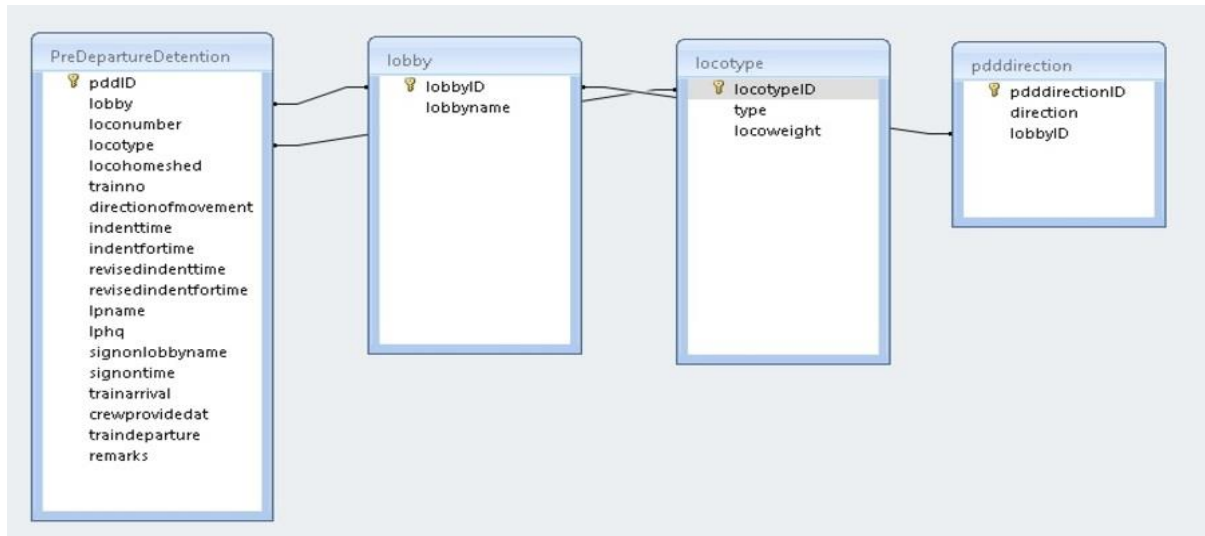 PreDepartureDetention
pddID
lobby
loconumber
locotype
locohomeshed
trainno
directionofmovement
indenttime
indentfortime
revisedindenttime
revisedindentfortime
lpname
lphq
signonlobbyname
signontime
trainarrival
crewprovidedat
traindeparture
remarks
lobby
lobbyID
lobbyname
locotype
locotypeID
type
locoweight
pdddirection
pdddirectionID
direction
lobbyID